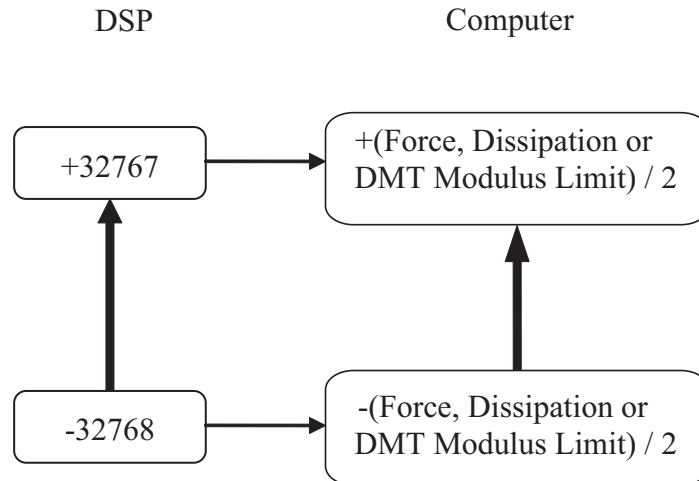 DSP
Computer
+32767
+(Force, Dissipation or
DMT Modulus Limit) / 2
-32768
-(Force, Dissipation or
DMT Modulus Limit) / 2